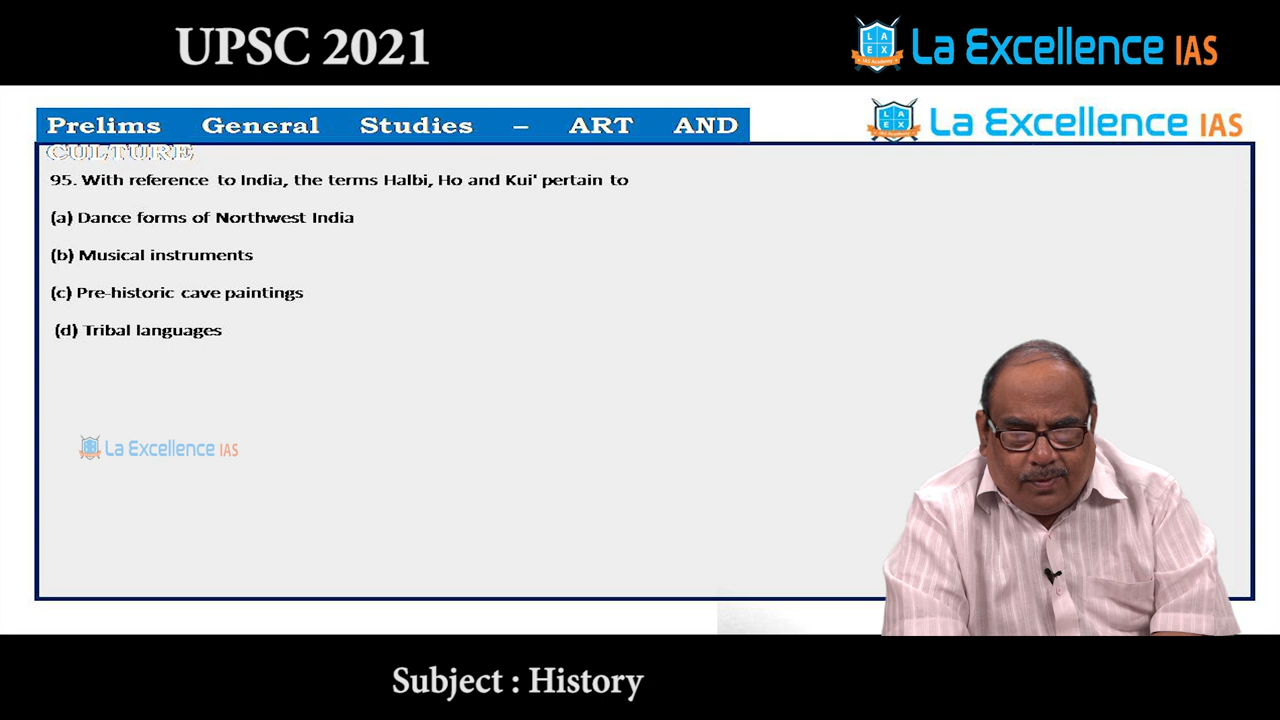 UPSC 2021
La Excellence IAS
Prelims General Studies – ART AND
CULTURE
La Excellence IAS
95. With reference to India, the terms Halbi, Ho and Kui' pertain to
(a) Dance forms of Northwest India
(b) Musical instruments
(c) Pre-historic cave paintings
(d) Tribal languages
La Excellence IAS
Subject : History